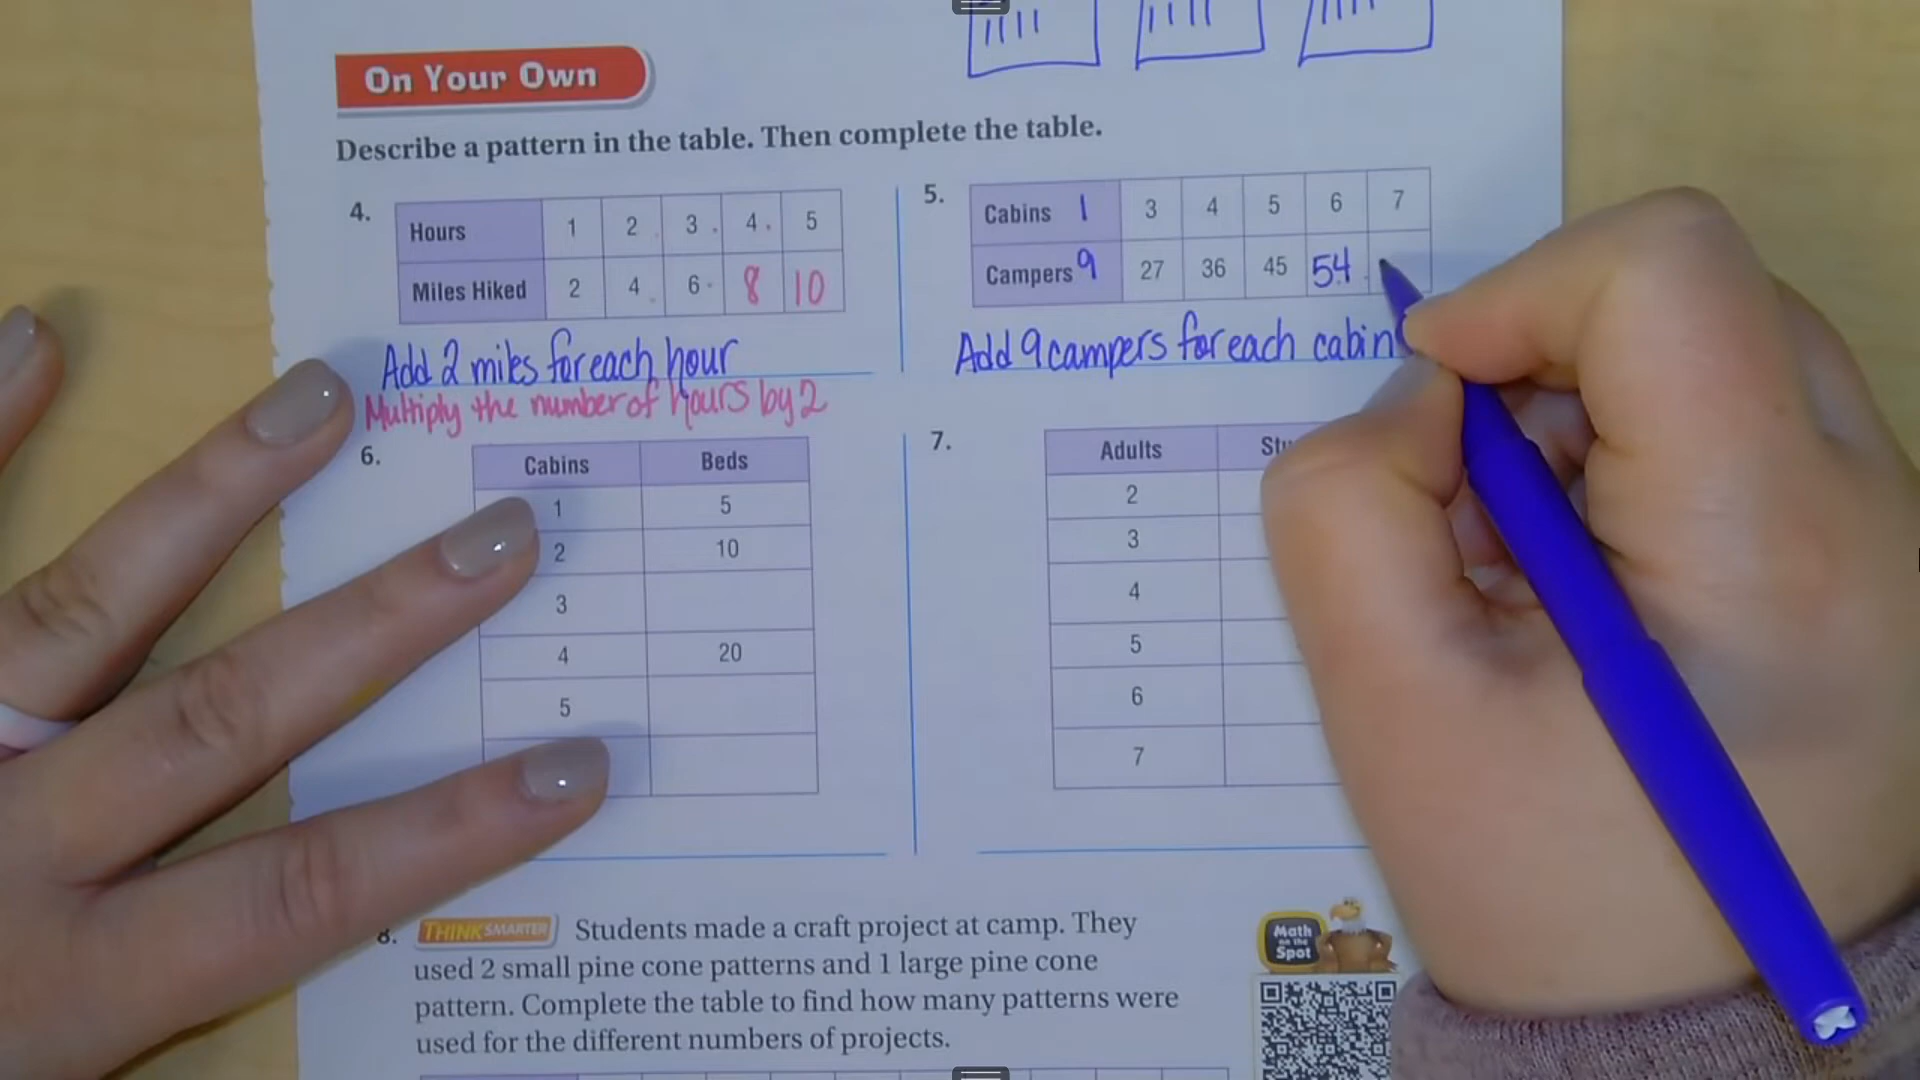 On Your Own
Describe a pattern in the table. Then complete the table.
4.
Hours 1 2 3 4 5
Miles Hiked 2 4 6 8 10
Add 2 miles for each hour
Multiply the number of hours by 2
5.
Cabins 1 3 4 5 6 7
Campers 9 27 36 45 54
Add 9 campers for each cabin
6.
Cabins Beds
1 5
2 10
3
4 20
5
7.
Adults
2
3
4
5
6
7
8. THINK SMARTER Students made a craft project at camp. They
used 2 small pine cone patterns and 1 large pine cone
pattern. Complete the table to find how many patterns were
used for the different numbers of projects.
Math
on the
Spot